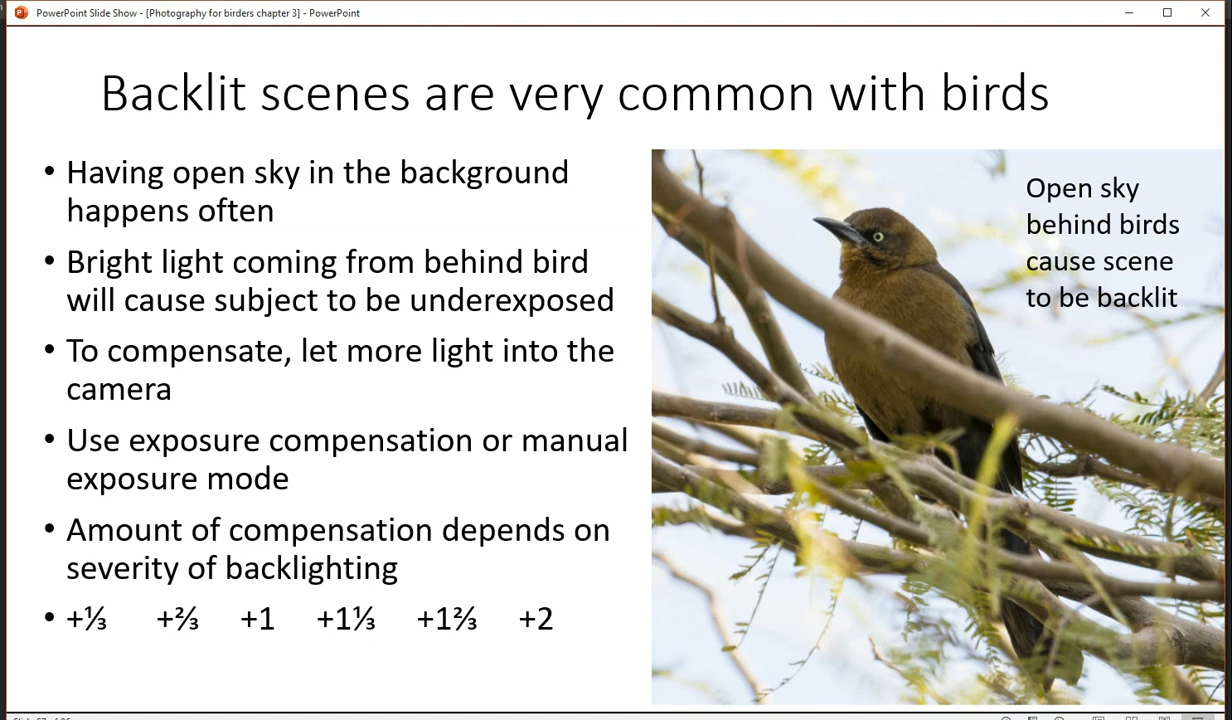 PowerPoint Slide Show - [Photography for birders chapter 3] - PowerPoint
Backlit scenes are very common with birds
• Having open sky in the background
happens often
• Bright light coming from behind bird
will cause subject to be underexposed
• To compensate, let more light into the
camera
• Use exposure compensation or manual
exposure mode
• Amount of compensation depends on
severity of backlighting
• +⅓ +⅔ +1 +1⅓ +1⅔ +2
Open sky
behind birds
cause scene
to be backlit